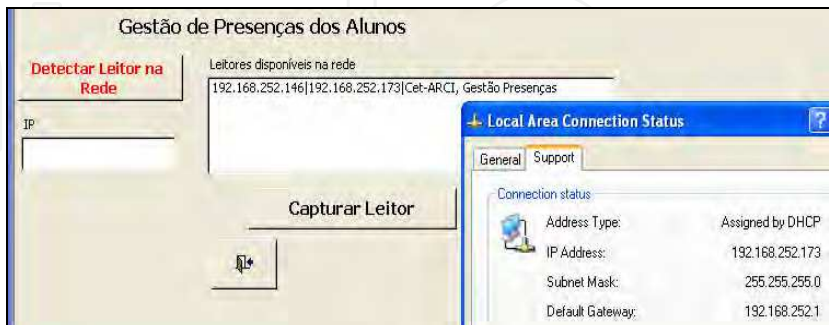 Gestão de Presenças dos Alunos
Detectar Leitor na
Rede
Leitores disponíveis na rede
192.168.252.146|192.168.252.173|Cet-ARCI, Gestão Presenças
IP
Capturar Leitor
Local Area Connection Status
?
General
Support
Connection status
Address Type: Assigned by DHCP
IP Address: 192.168.252.173
Subnet Mask: 255.255.255.0
Default Gateway: 192.168.252.1